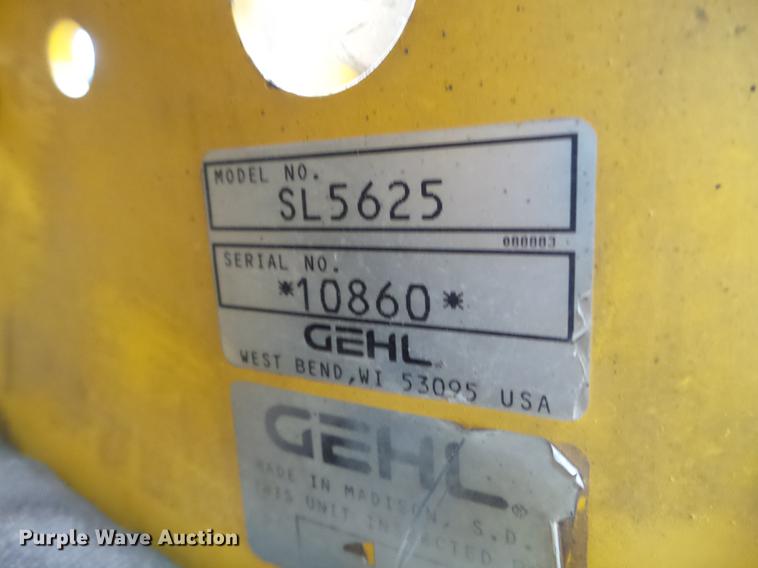 MODEL NO.
SL5625
000003
SERIAL NO.
*10860*
GEHL
WEST BEND, WI 53095 USA
GEHL®
MADE IN MADISON, S.D.
THIS UNIT INSPECTED
Purple Wave Auction